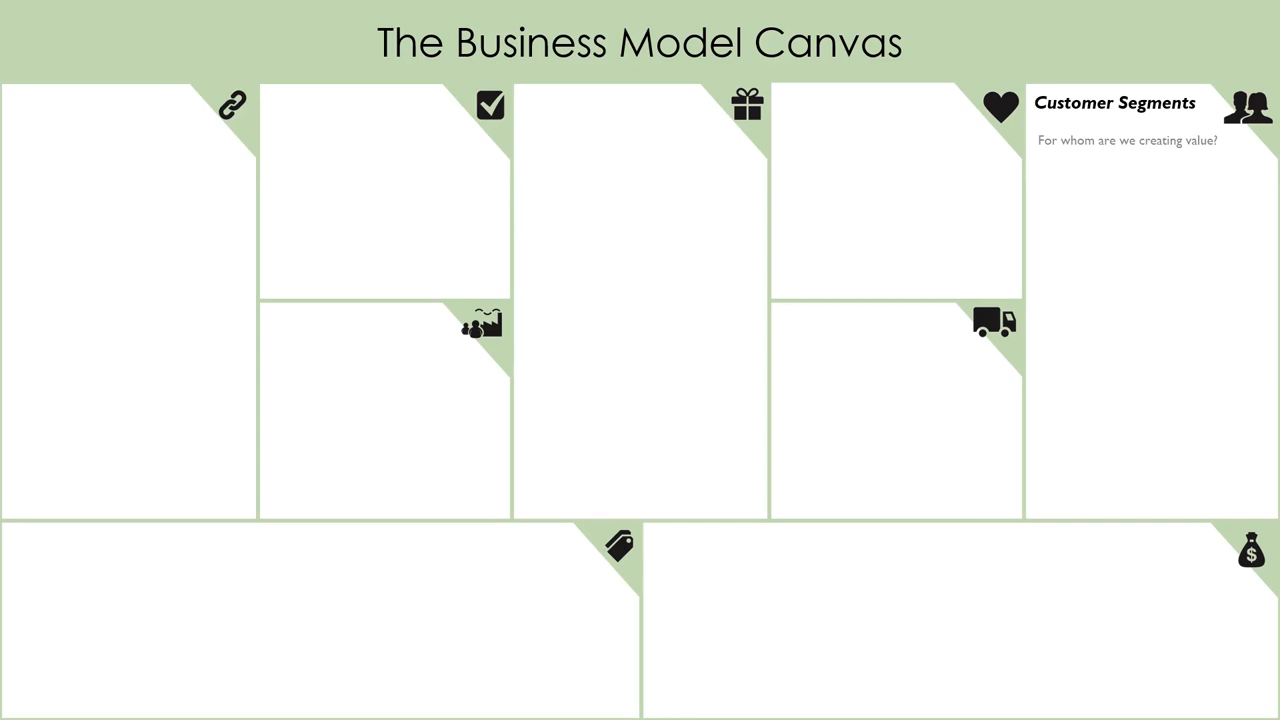 The Business Model Canvas
Customer Segments
For whom are we creating value?
$